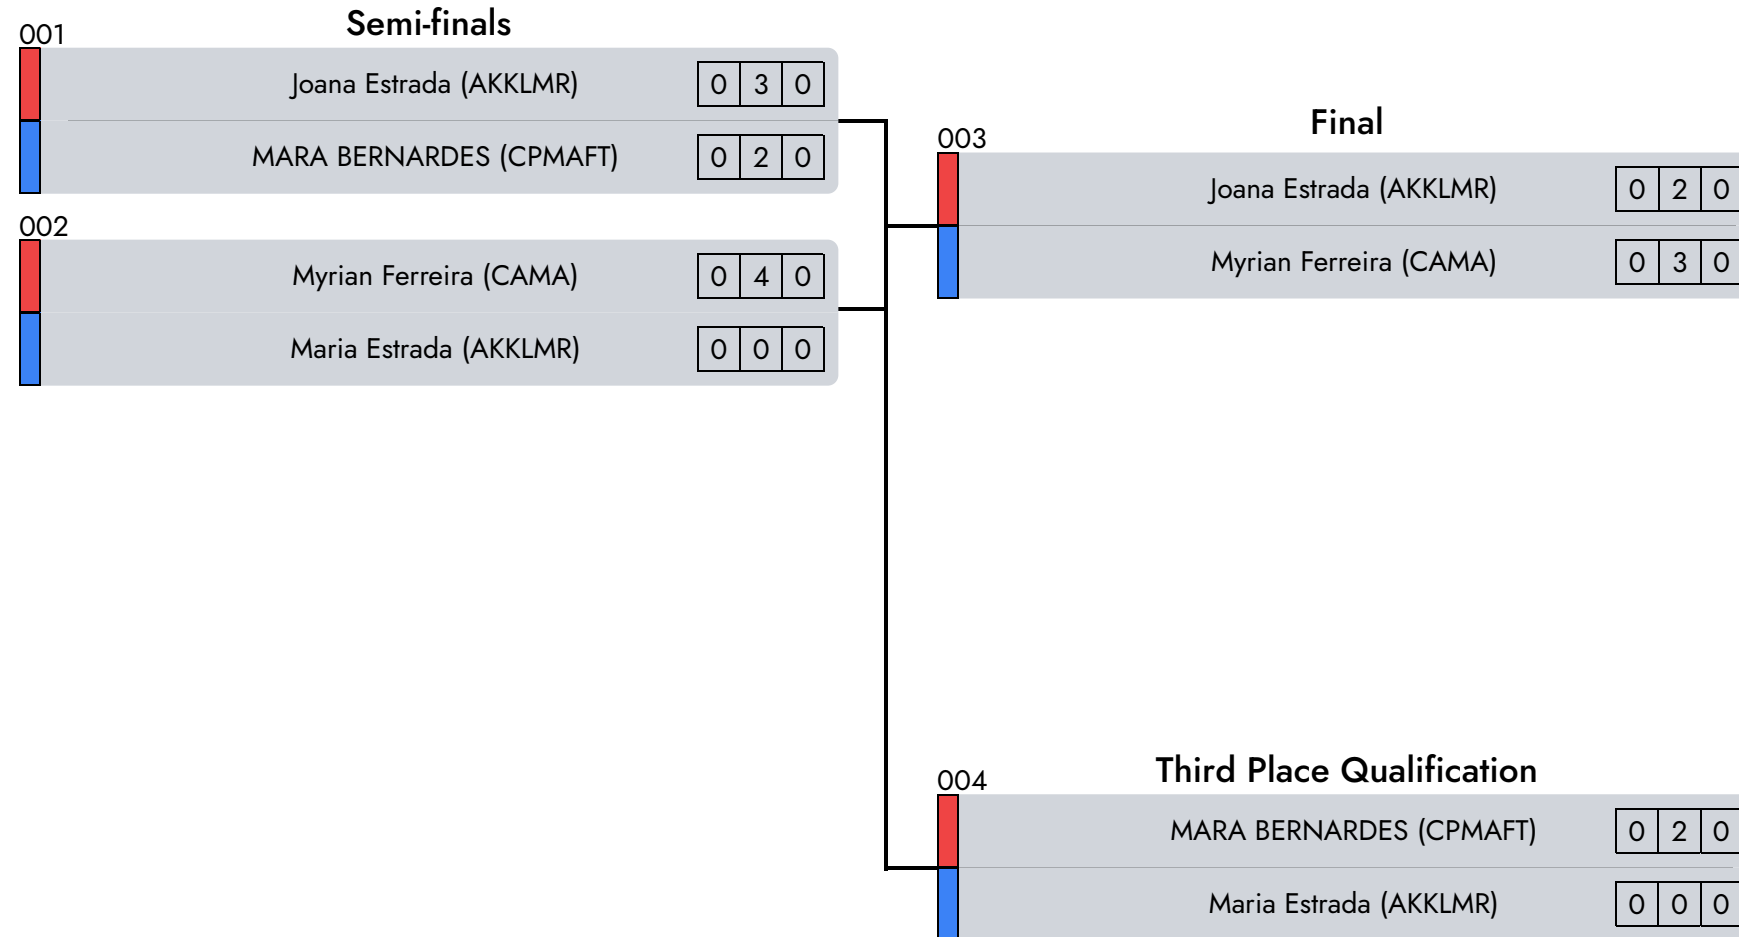 Semi-finals
001
Joana Estrada (AKKLMR) 0 3 0
MARA BERNARDES (CPMAFT) 0 2 0
002
Myrian Ferreira (CAMA) 0 4 0
Maria Estrada (AKKLMR) 0 0 0
Final
003
Joana Estrada (AKKLMR) 0 2 0
Myrian Ferreira (CAMA) 0 3 0
Third Place Qualification
004
MARA BERNARDES (CPMAFT) 0 2 0
Maria Estrada (AKKLMR) 0 0 0